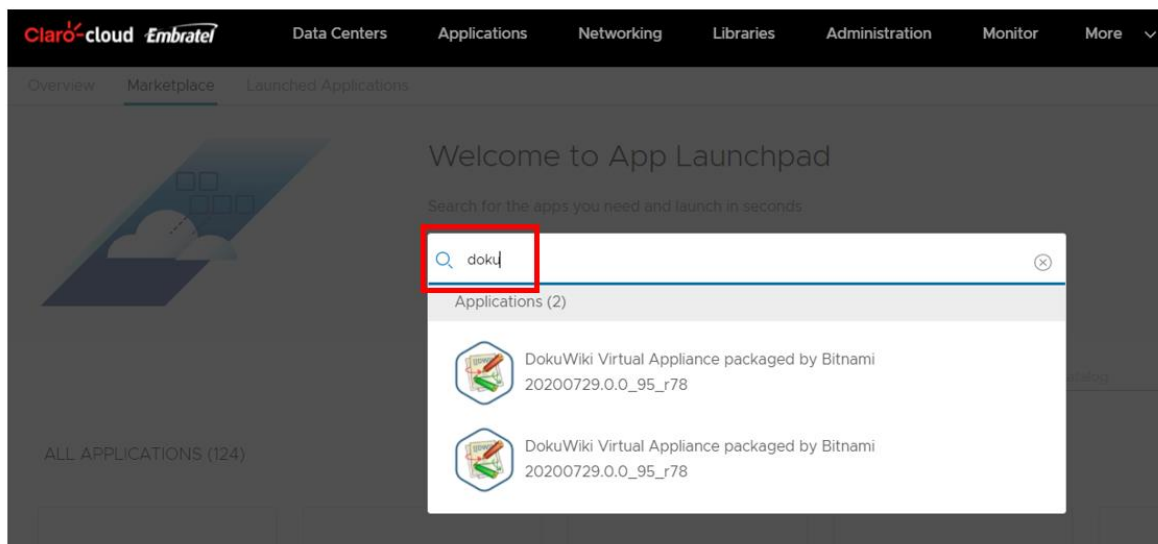 Claro-cloud Embratel Data Centers Applications Networking Libraries Administration Monitor More
Overview Marketplace Launched Applications
Welcome to App Launchpad
Search for the apps you need and launch in seconds
doku
Applications (2)
DokuWiki Virtual Appliance packaged by Bitnami
20200729.0.0_95_r78
catalog
DokuWiki Virtual Appliance packaged by Bitnami
20200729.0.0_95_r78
ALL APPLICATIONS (124)